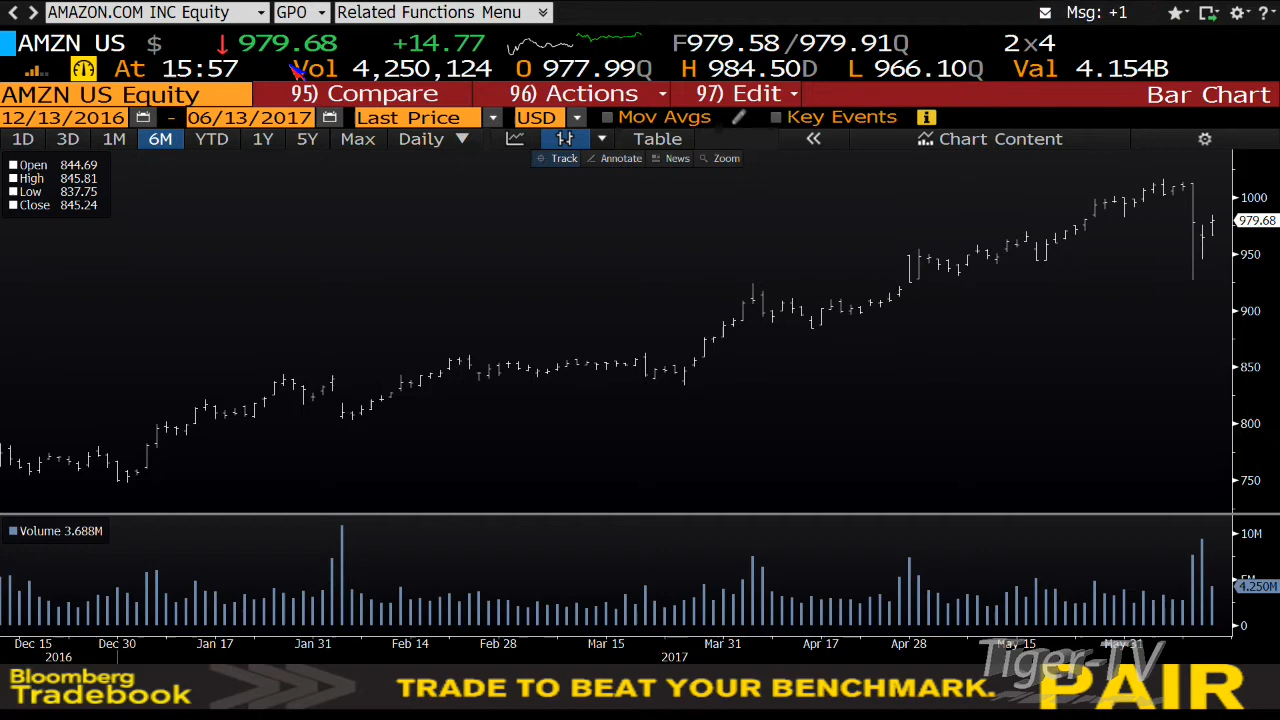 AMAZON.COM INC Equity GPO Related Functions Menu Msg: +1 ?
AMZN US $ ↓ 979.68 +14.77 F979.58 /979.91Q 2×4
At 15:57 Vol 4,250,124 O 977.99Q H 984.50D L 966.10Q Val 4.154B
AMZN US Equity 95) Compare 96) Actions 97) Edit Bar Chart
12/13/2016 - 06/13/2017 Last Price USD Mov Avgs Key Events i
1D 3D 1M 6M YTD 1Y 5Y Max Daily ▼ Table « Chart Content
Track Annotate News Zoom
Open 844.69
High 845.81
Low 837.75
Close 845.24
1000
979.68
950
900
850
800
750
Volume 3.688M
10M
4.250M
0
Dec 15 Dec 30 Jan 17 Jan 31 Feb 14 Feb 28 Mar 15 Mar 31 Apr 17 Apr 28 May 15 May 31
2016 2017
Tiger-TV
Bloomberg
Tradebook
TRADE TO BEAT YOUR BENCHMARK.
PAIR